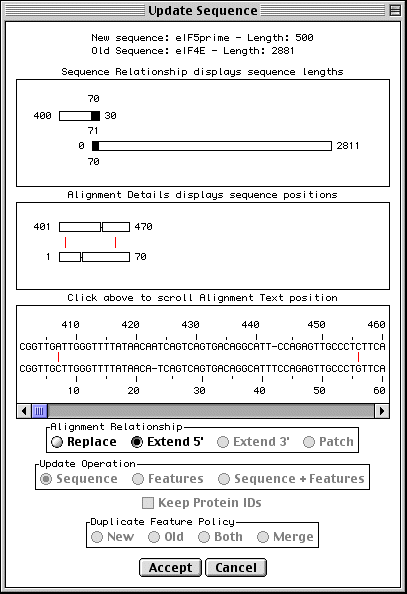 Update Sequence
New sequence: eIF5prime - Length: 500
Old Sequence: eIF4E - Length: 2881
Sequence Relationship displays sequence lengths
70
400 30
71
0 2811
70
Alignment Details displays sequence positions
401 470
1 70
Click above to scroll Alignment Text position
410 420 430 440 450 460
CGGTTGATTGGGTTTTATAACAATCAGTCAGTGACAGGCATT-CCAGAGTTGCCCTCTTCA
CGGTTGCTTGGGTTTTATAACA-TCAGTCAGTGACAGGCATTTCCAGAGTTGCCCTGTTCA
10 20 30 40 50 60
Alignment Relationship
Replace Extend 5' Extend 3' Patch
Update Operation
Sequence Features Sequence + Features
Keep Protein IDs
Duplicate Feature Policy
New Old Both Merge
Accept Cancel